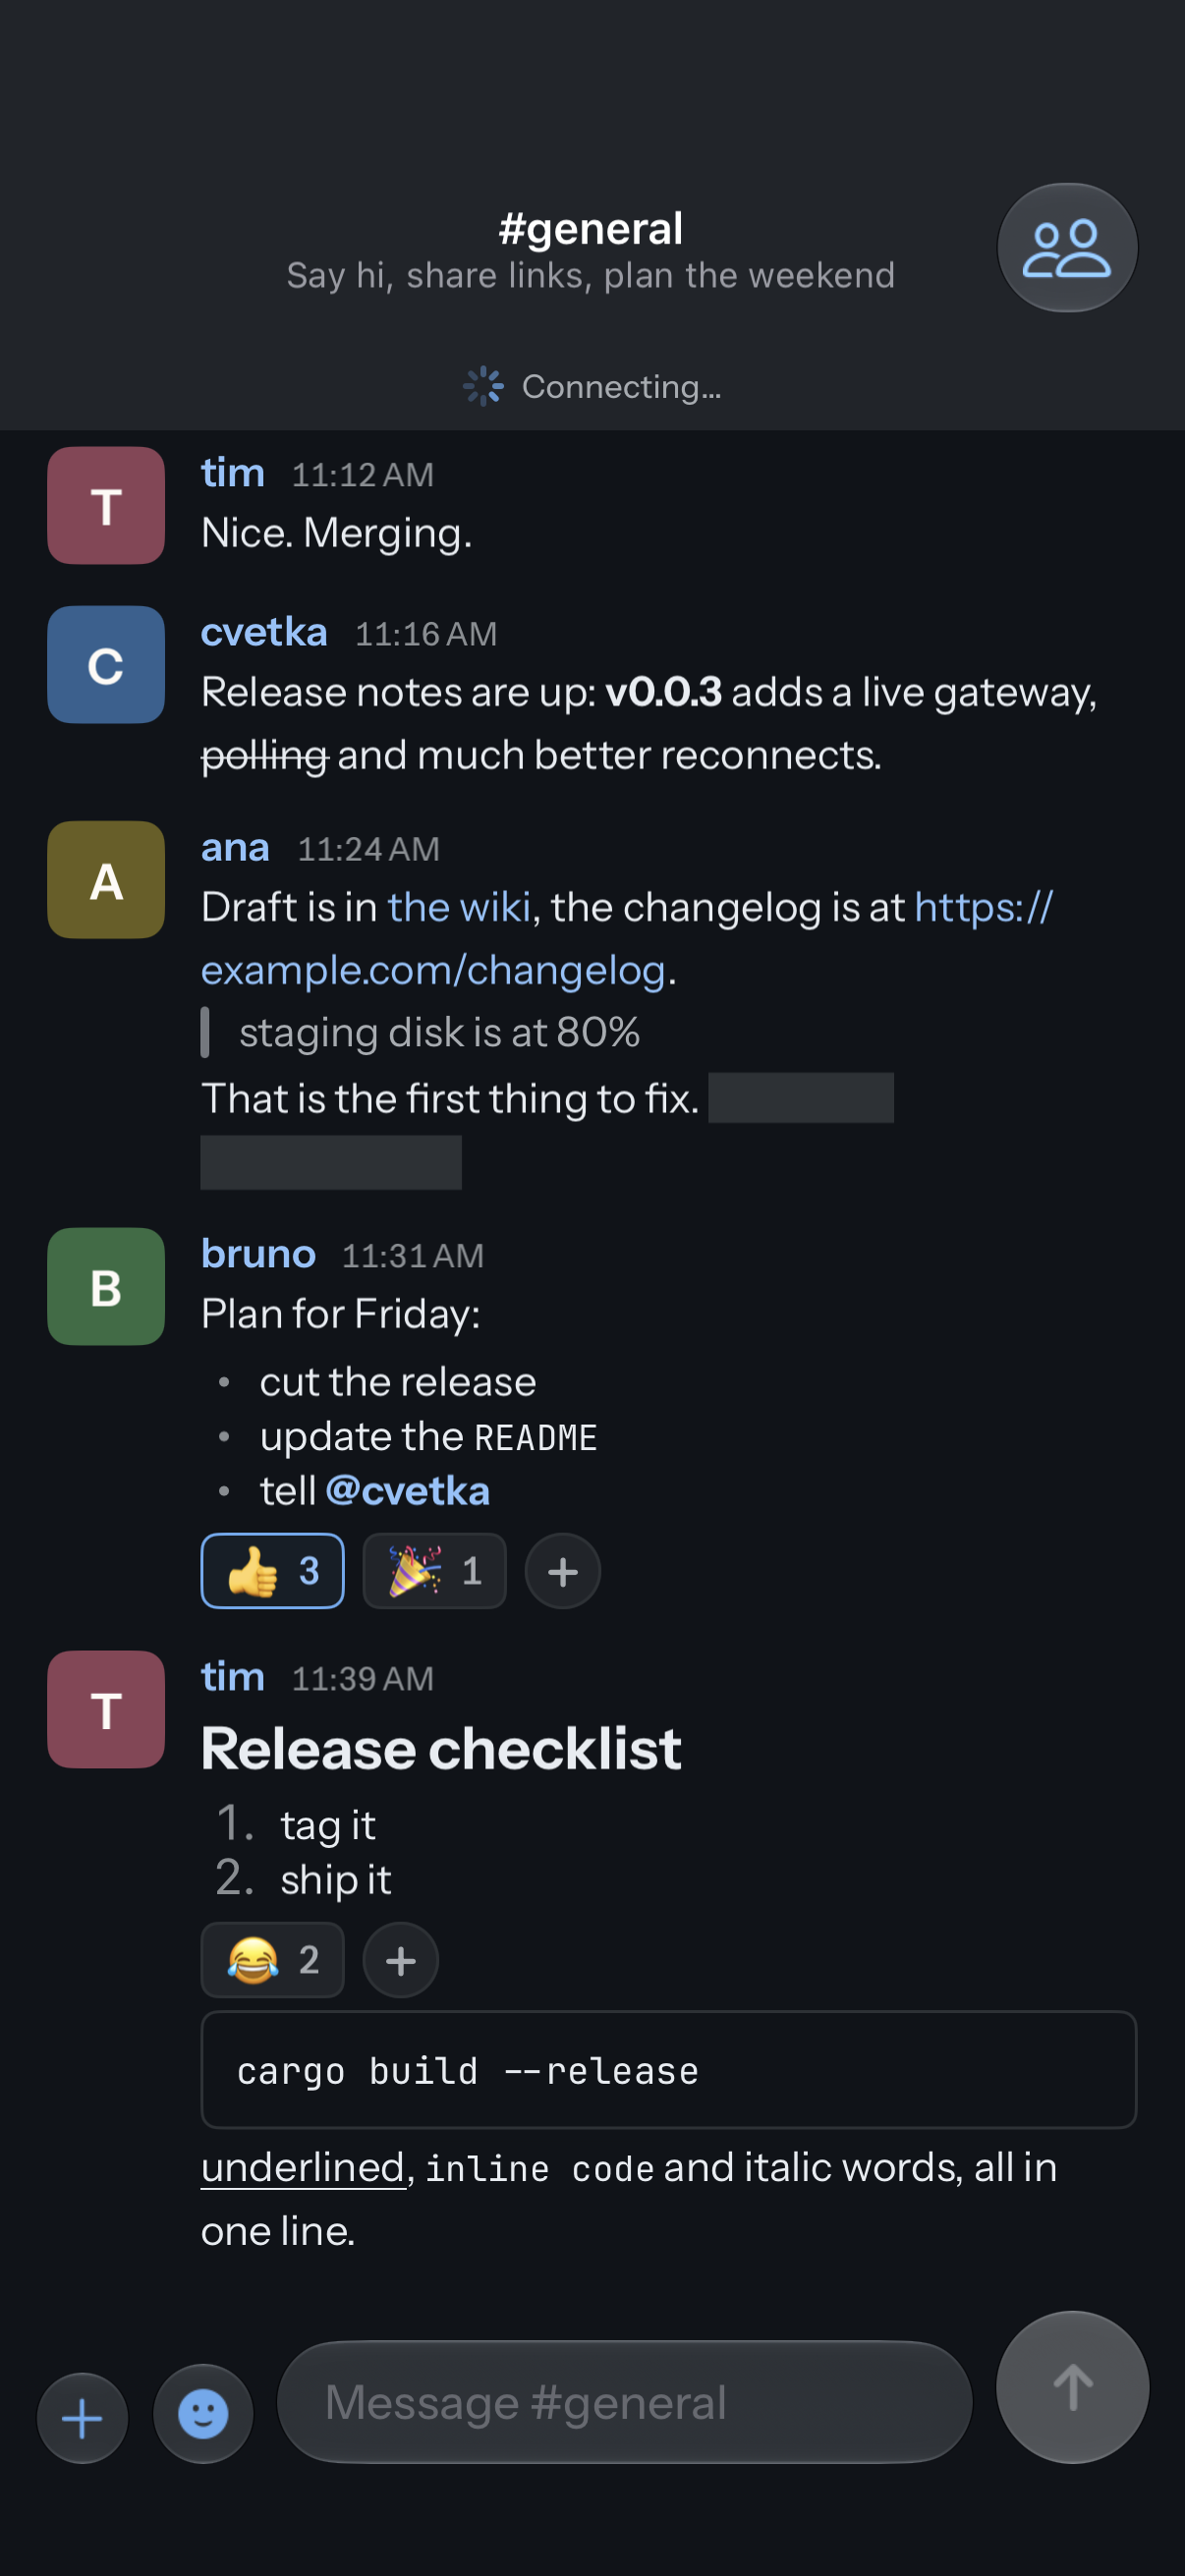 #general
Say hi, share links, plan the weekend
Connecting...
T
tim 11:12 AM
Nice. Merging.
C
cvetka 11:16 AM
Release notes are up: v0.0.3 adds a live gateway,
polling and much better reconnects.
A
ana 11:24 AM
Draft is in the wiki, the changelog is at https://
example.com/changelog.
staging disk is at 80%
That is the first thing to fix.
B
bruno 11:31 AM
Plan for Friday:
• cut the release
• update the README
• tell @cvetka
👍 3 🎉 1 +
T
tim 11:39 AM
Release checklist
1. tag it
2. ship it
😂 2 +
cargo build --release
underlined, inline code and italic words, all in
one line.
Message #general